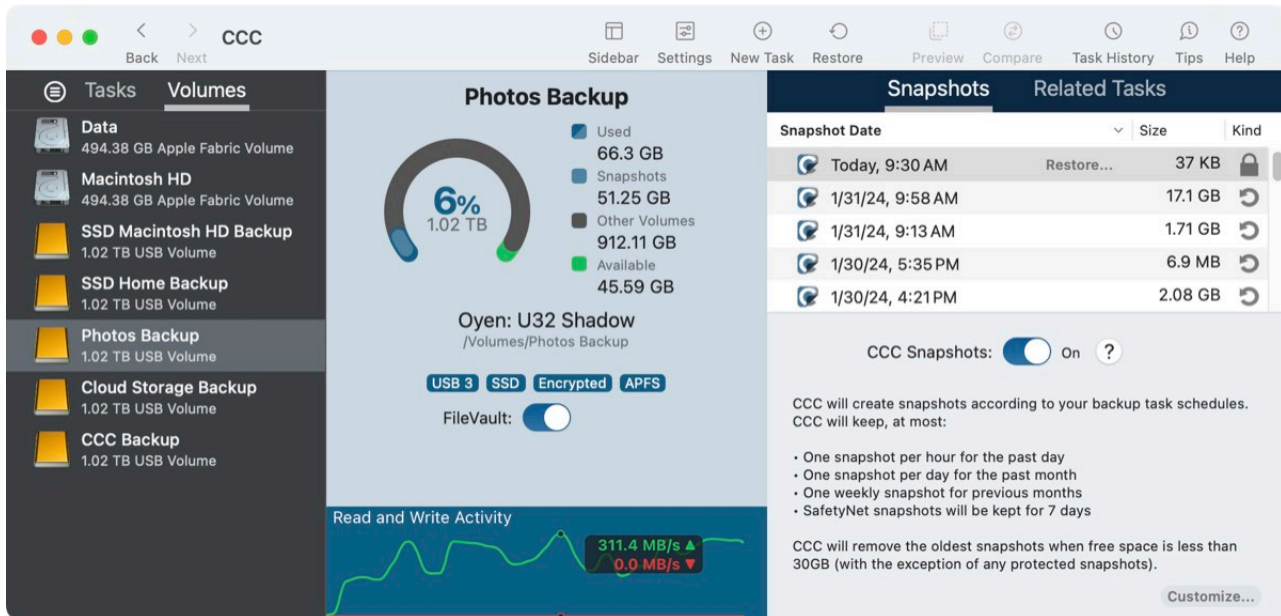 CCC
Back
Next
Sidebar
Settings
New Task
Restore
Preview
Compare
Task History
Tips
Help
Tasks
Volumes
Data
494.38 GB Apple Fabric Volume
Macintosh HD
494.38 GB Apple Fabric Volume
SSD Macintosh HD Backup
1.02 TB USB Volume
SSD Home Backup
1.02 TB USB Volume
Photos Backup
1.02 TB USB Volume
Cloud Storage Backup
1.02 TB USB Volume
CCC Backup
1.02 TB USB Volume
Photos Backup
6%
1.02 TB
Used
66.3 GB
Snapshots
51.25 GB
Other Volumes
912.11 GB
Available
45.59 GB
Oyen: U32 Shadow
/Volumes/Photos Backup
USB 3 SSD Encrypted APFS
FileVault:
Read and Write Activity
311.4 MB/s ▲
0.0 MB/s ▼
Snapshots
Related Tasks
Snapshot Date Size Kind
Today, 9:30 AM Restore... 37 KB
1/31/24, 9:58 AM 17.1 GB
1/31/24, 9:13 AM 1.71 GB
1/30/24, 5:35 PM 6.9 MB
1/30/24, 4:21 PM 2.08 GB
CCC Snapshots: On ?
CCC will create snapshots according to your backup task schedules.
CCC will keep, at most:
• One snapshot per hour for the past day
• One snapshot per day for the past month
• One weekly snapshot for previous months
• SafetyNet snapshots will be kept for 7 days
CCC will remove the oldest snapshots when free space is less than
30GB (with the exception of any protected snapshots).
Customize...